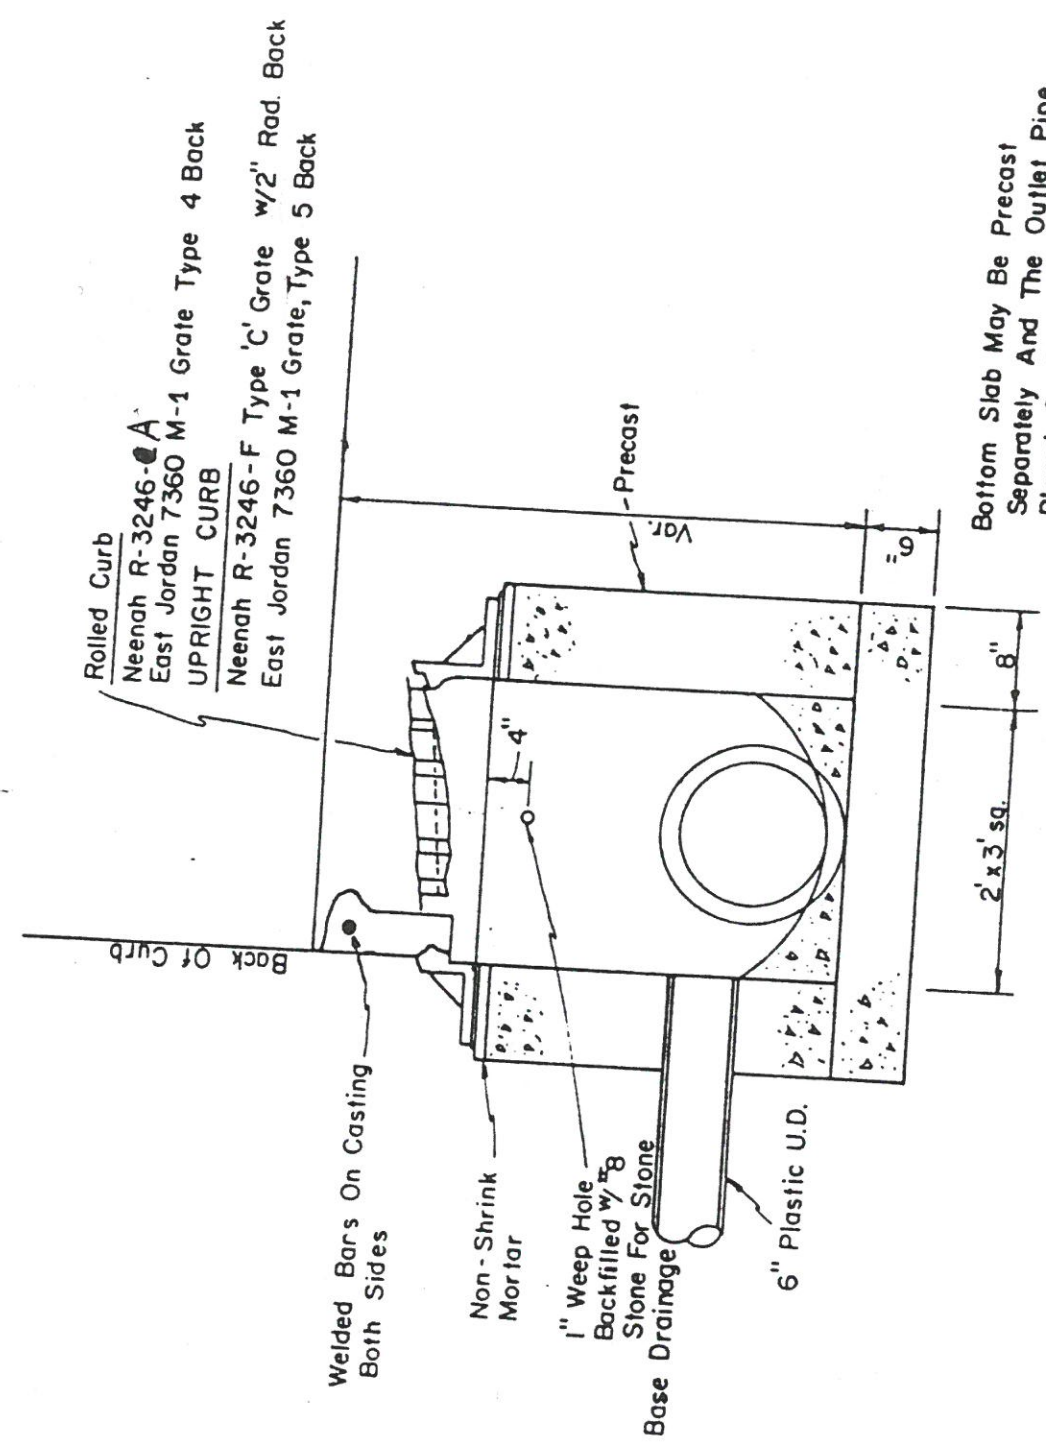 Rolled Curb
Neenah R-3246-A
East Jordan 7360 M-1 Grate Type 4 Back
UPRIGHT CURB
Neenah R-3246-F Type 'C' Grate w/2" Rad. Back
East Jordan 7360 M-1 Grate, Type 5 Back
Back Of Curb
Welded Bars On Casting
Both Sides
Non-Shrink
Mortar
1" Weep Hole
Backfilled w/#8
Stone For Stone
Base Drainage
6" Plastic U.D.
4"
Precast
Var.
6"
8"
2' x 3' sq.
Bottom Slab May Be Precast
Separately And The Outlet Pipe